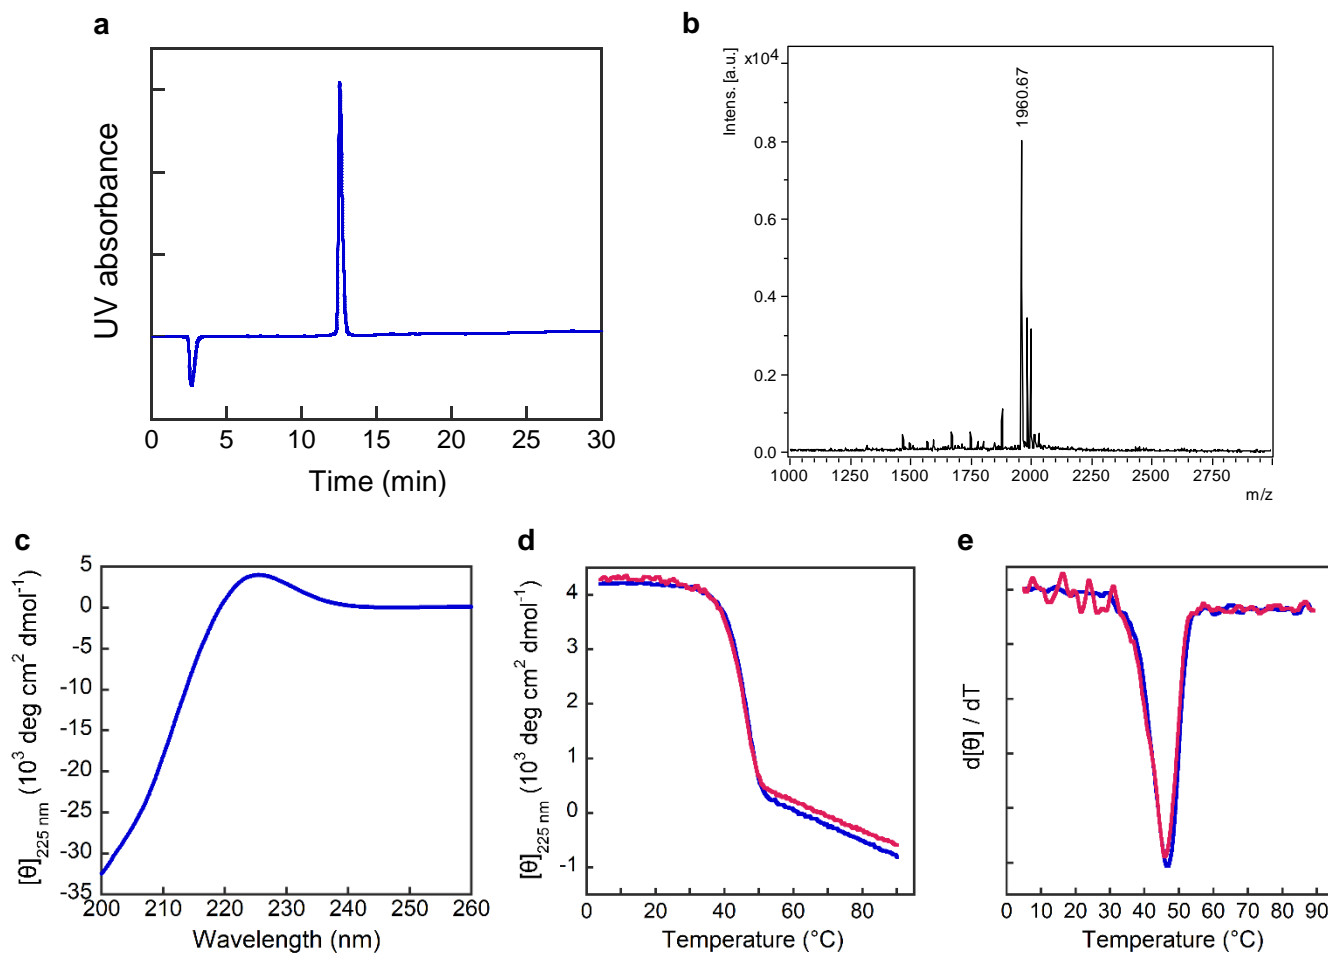 a
UV absorbance
0 5 10 15 20 25 30
Time (min)
b
Intens. [a.u.]
x10⁴
1960.67
0.8
0.6
0.4
0.2
0.0
1000 1250 1500 1750 2000 2250 2500 2750
m/z
c
[θ]225 nm (10³ deg cm² dmol⁻¹)
5
0
-5
-10
-15
-20
-25
-30
-35
200 210 220 230 240 250 260
Wavelength (nm)
d
[θ]225 nm (10³ deg cm² dmol⁻¹)
4
3
2
1
0
-1
0 20 40 60 80
Temperature (°C)
e
d[θ] / dT
0 10 20 30 40 50 60 70 80 90
Temperature (°C)